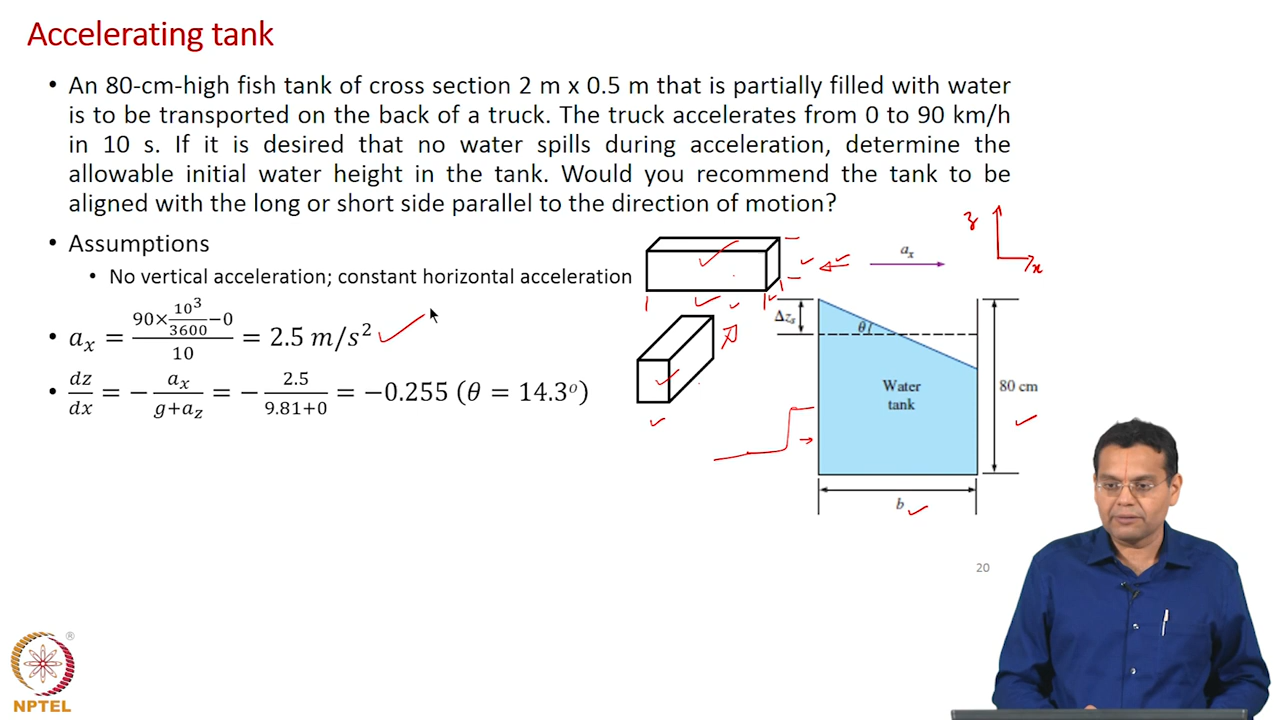 Accelerating tank
• An 80-cm-high fish tank of cross section 2 m x 0.5 m that is partially filled with water
is to be transported on the back of a truck. The truck accelerates from 0 to 90 km/h
in 10 s. If it is desired that no water spills during acceleration, determine the
allowable initial water height in the tank. Would you recommend the tank to be
aligned with the long or short side parallel to the direction of motion?
• Assumptions
• No vertical acceleration; constant horizontal acceleration
• a_x = (90×10³/3600−0)/10 = 2.5 m/s²
• dz/dx = −a_x/(g+a_z) = −2.5/(9.81+0) = −0.255 (θ = 14.3°)
z
x
a_x
Δz_s
θ
Water
tank
80 cm
b
20
®
NPTEL